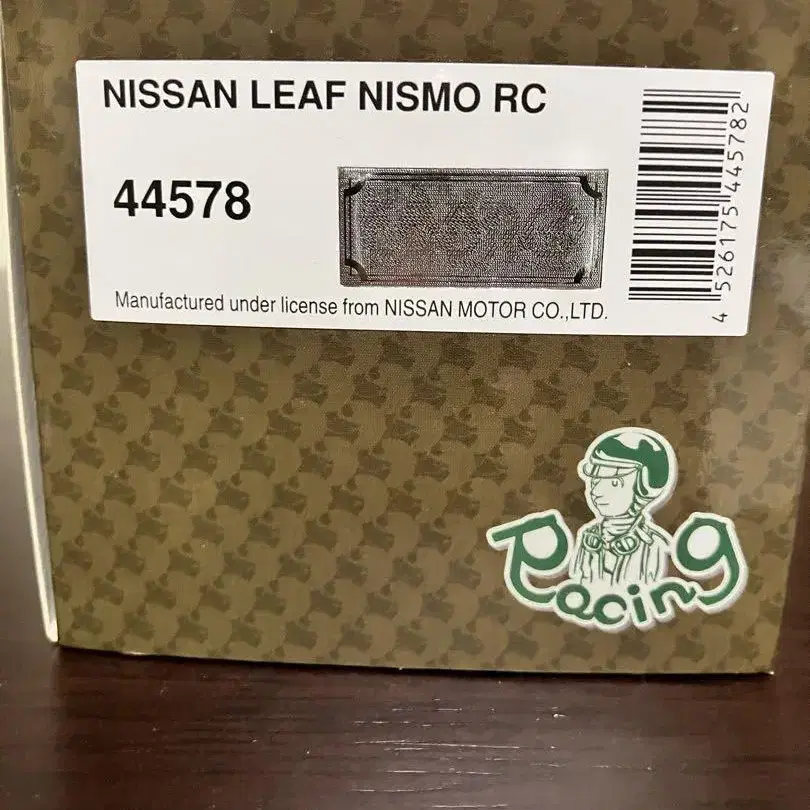 NISSAN LEAF NISMO RC
44578
Manufactured under license from NISSAN MOTOR CO.,LTD.
4 526175 445782
Racing